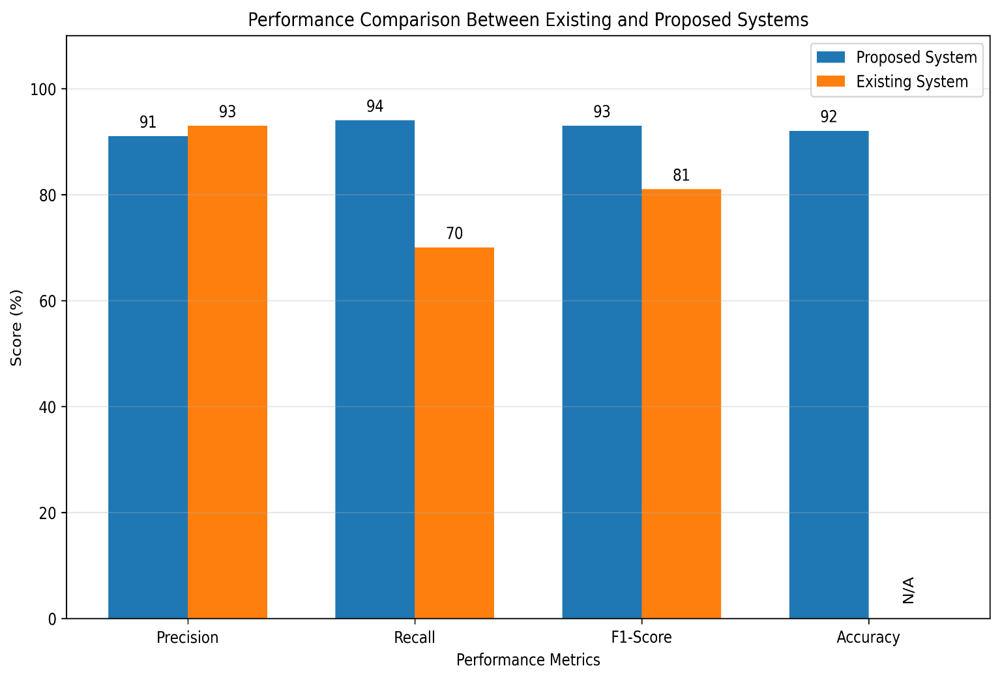 Performance Comparison Between Existing and Proposed Systems
Proposed System
Existing System
100
80
60
40
20
0
Score (%)
91
93
94
70
93
81
92
N/A
Precision
Recall
F1-Score
Accuracy
Performance Metrics